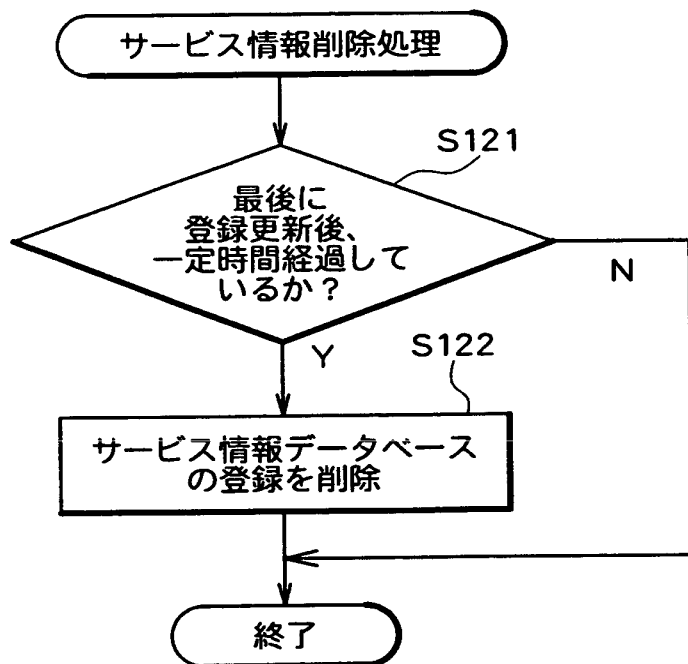 サービス情報削除処理
S121
最後に
登録更新後、
一定時間経過して
いるか？
N
Y
S122
サービス情報データベース
の登録を削除
終了